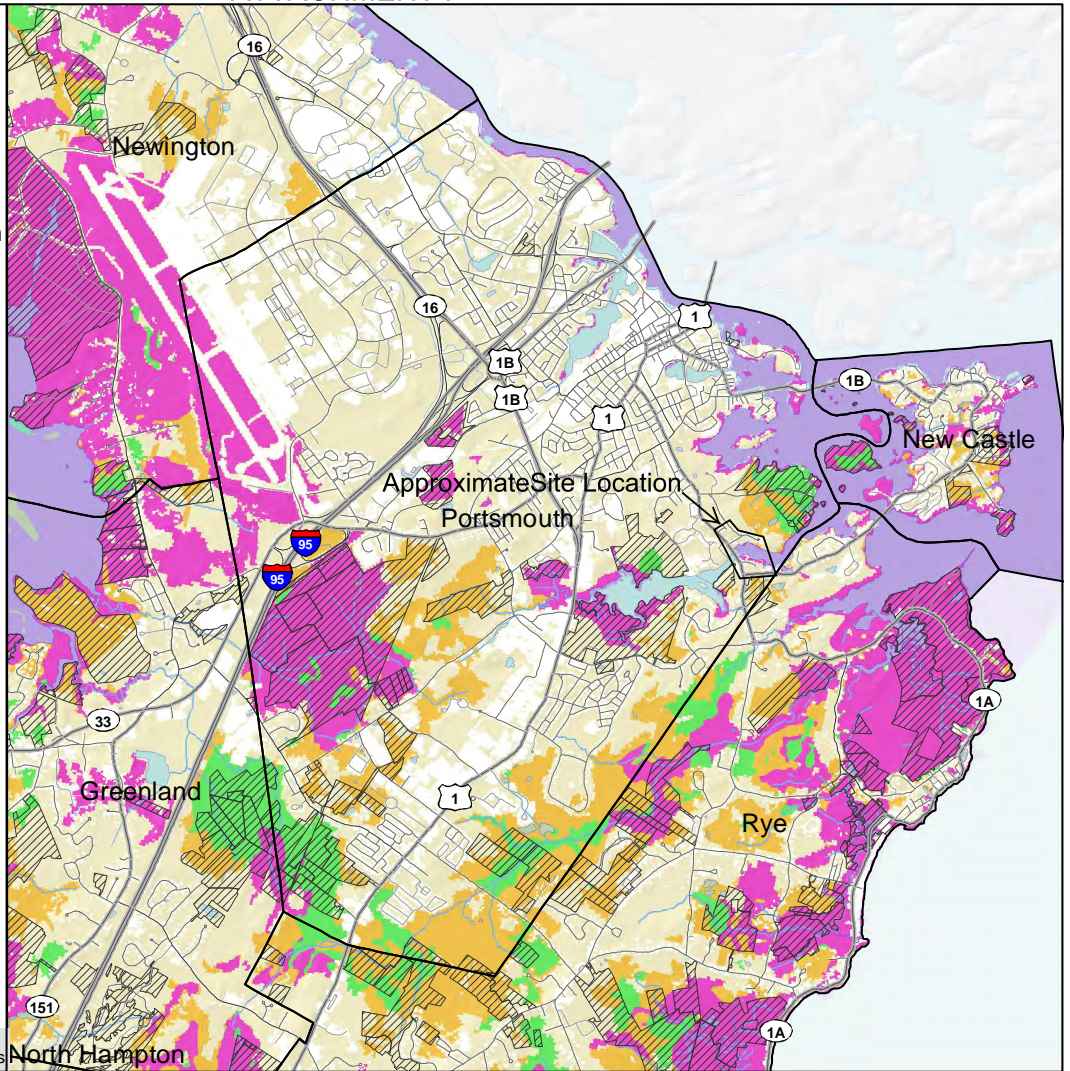 16
Newington
16
1
1B
1B
1B
1
New Castle
ApproximateSite Location
Portsmouth
95
95
1A
33
Greenland
1
Rye
151
1A
North Hampton